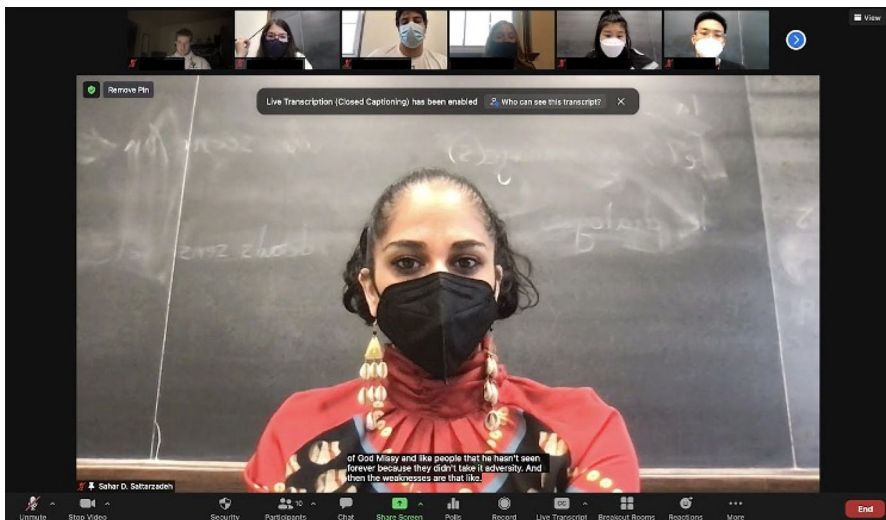 View
Remove Pin
Live Transcription (Closed Captioning) has been enabled
Who can see this transcript?
of God Missy and like people that he hasn't seen
forever because they didn't take it adversity. And
then the weaknesses are that like.
Sahar D. Sattarzadeh
Unmute
Stop Video
Security
Participants
10
Chat
Share Screen
Polls
Record
CC
Live Transcript
Breakout Rooms
Reactions
More
End